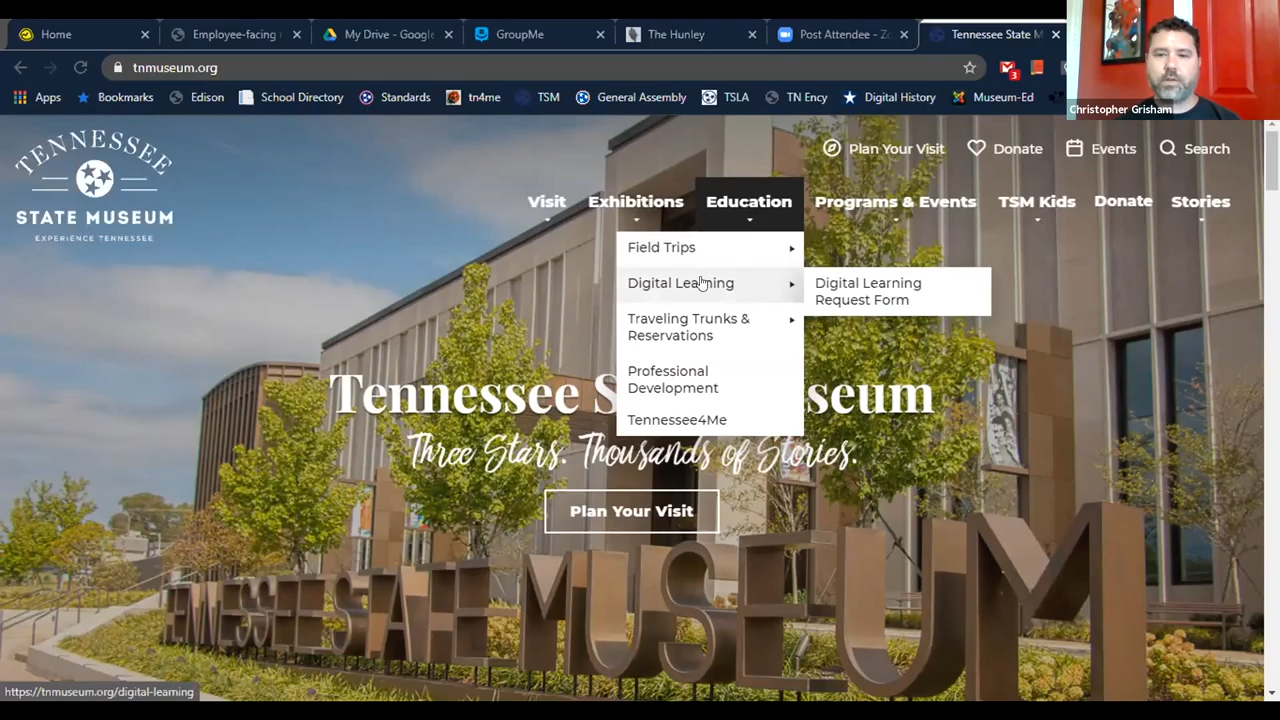 Home
Employee-facing
My Drive - Google
GroupMe
The Hunley
Post Attendee - Zo
Tennessee State M
tnmuseum.org
3
Apps
Bookmarks
Edison
School Directory
Standards
tn4me
TSM
General Assembly
TSLA
TN Ency
Digital History
Museum-Ed
Christopher Grisham
TENNESSEE
STATE MUSEUM
EXPERIENCE TENNESSEE
Plan Your Visit
Donate
Events
Search
Visit
Exhibitions
Education
Programs & Events
TSM Kids
Donate
Stories
Field Trips
Digital Learning
Digital Learning
Request Form
Traveling Trunks &
Reservations
Professional
Development
Tennessee4Me
Tennessee S useum
Three Stars. Thousands of Stories.
Plan Your Visit
TENNESSEE STATE MUSEUM
https://tnmuseum.org/digital-learning